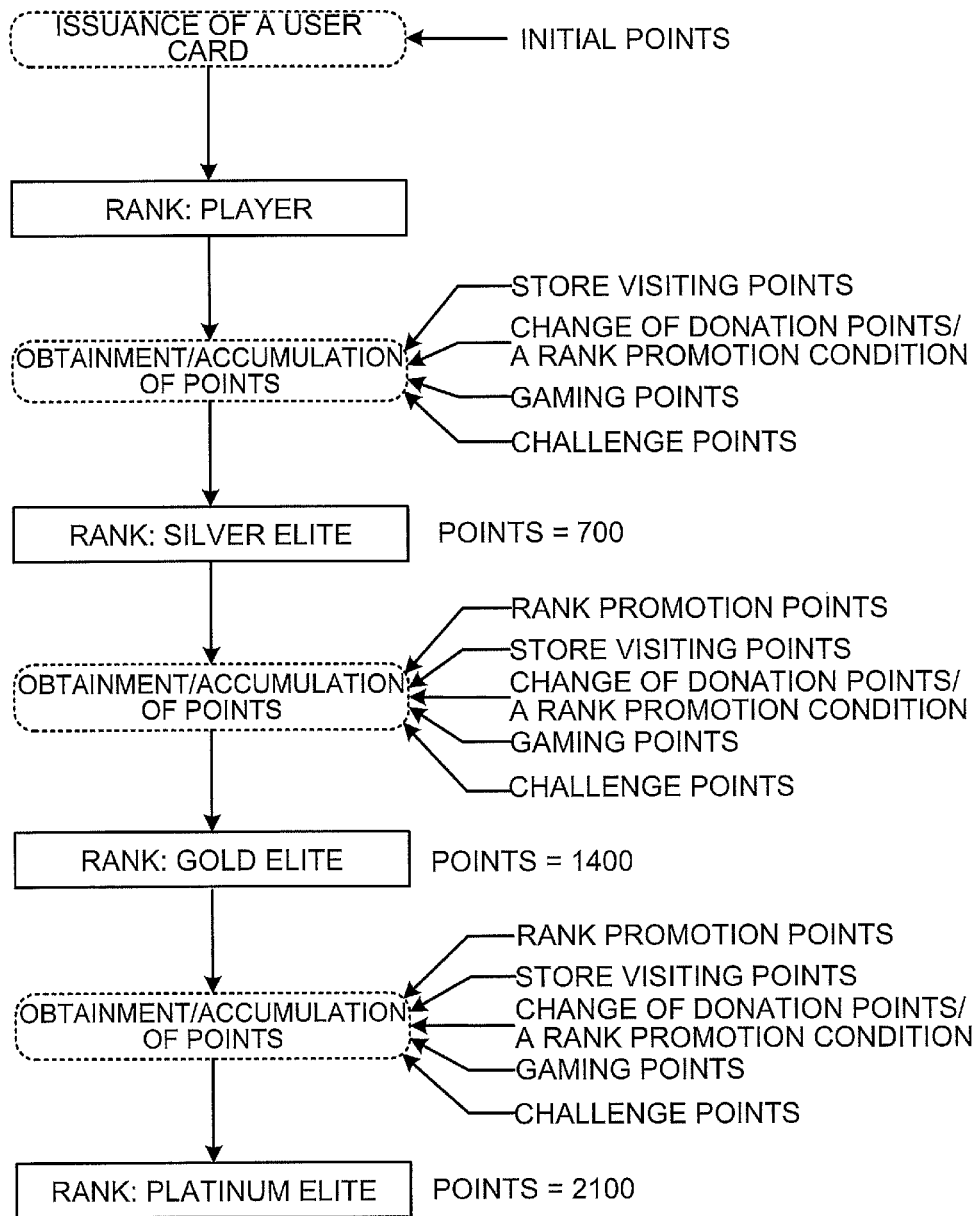 ISSUANCE OF A USER
CARD
INITIAL POINTS
RANK: PLAYER
STORE VISITING POINTS
CHANGE OF DONATION POINTS/
A RANK PROMOTION CONDITION
OBTAINMENT/ACCUMULATION
OF POINTS
GAMING POINTS
CHALLENGE POINTS
RANK: SILVER ELITE
POINTS = 700
RANK PROMOTION POINTS
STORE VISITING POINTS
OBTAINMENT/ACCUMULATION
OF POINTS
CHANGE OF DONATION POINTS/
A RANK PROMOTION CONDITION
GAMING POINTS
CHALLENGE POINTS
RANK: GOLD ELITE
POINTS = 1400
RANK PROMOTION POINTS
STORE VISITING POINTS
OBTAINMENT/ACCUMULATION
OF POINTS
CHANGE OF DONATION POINTS/
A RANK PROMOTION CONDITION
GAMING POINTS
CHALLENGE POINTS
RANK: PLATINUM ELITE
POINTS = 2100